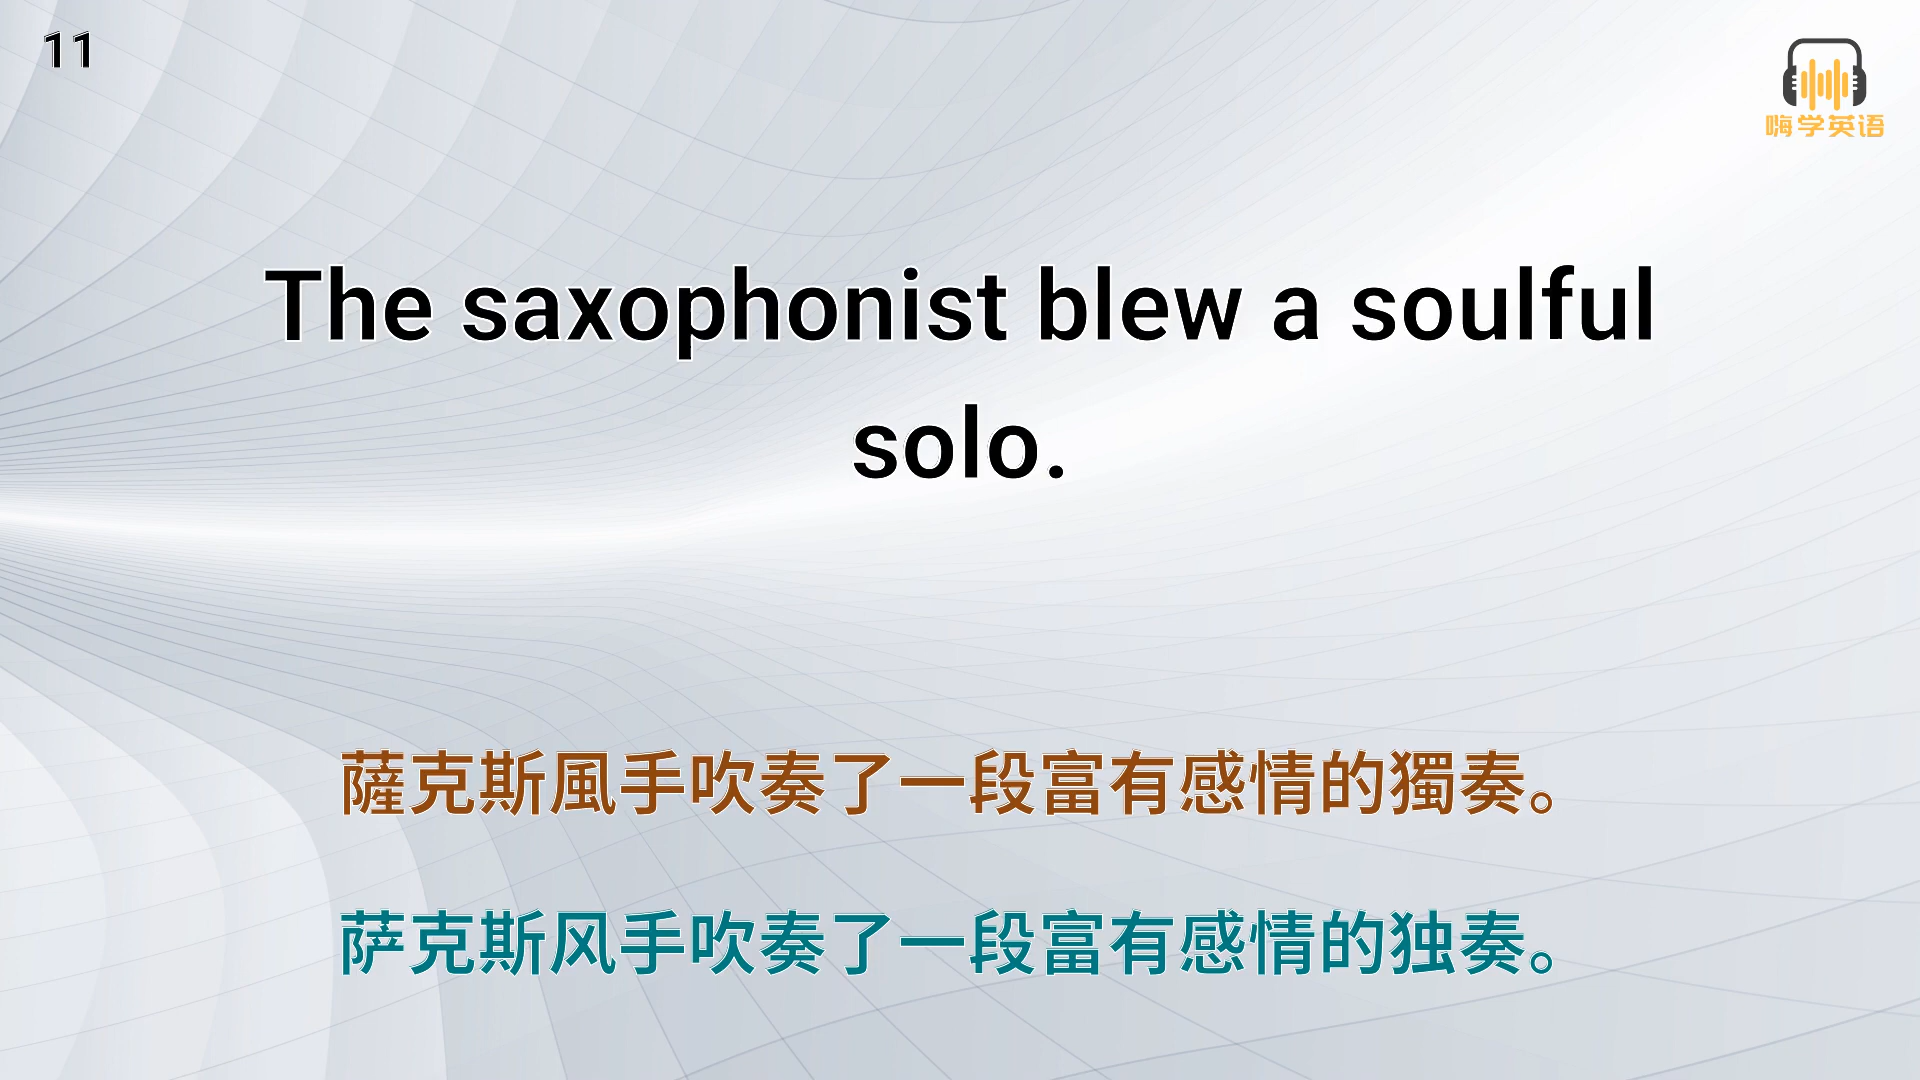 11
嗨学英语
The saxophonist blew a soulful
solo.
薩克斯風手吹奏了一段富有感情的獨奏。
萨克斯风手吹奏了一段富有感情的独奏。